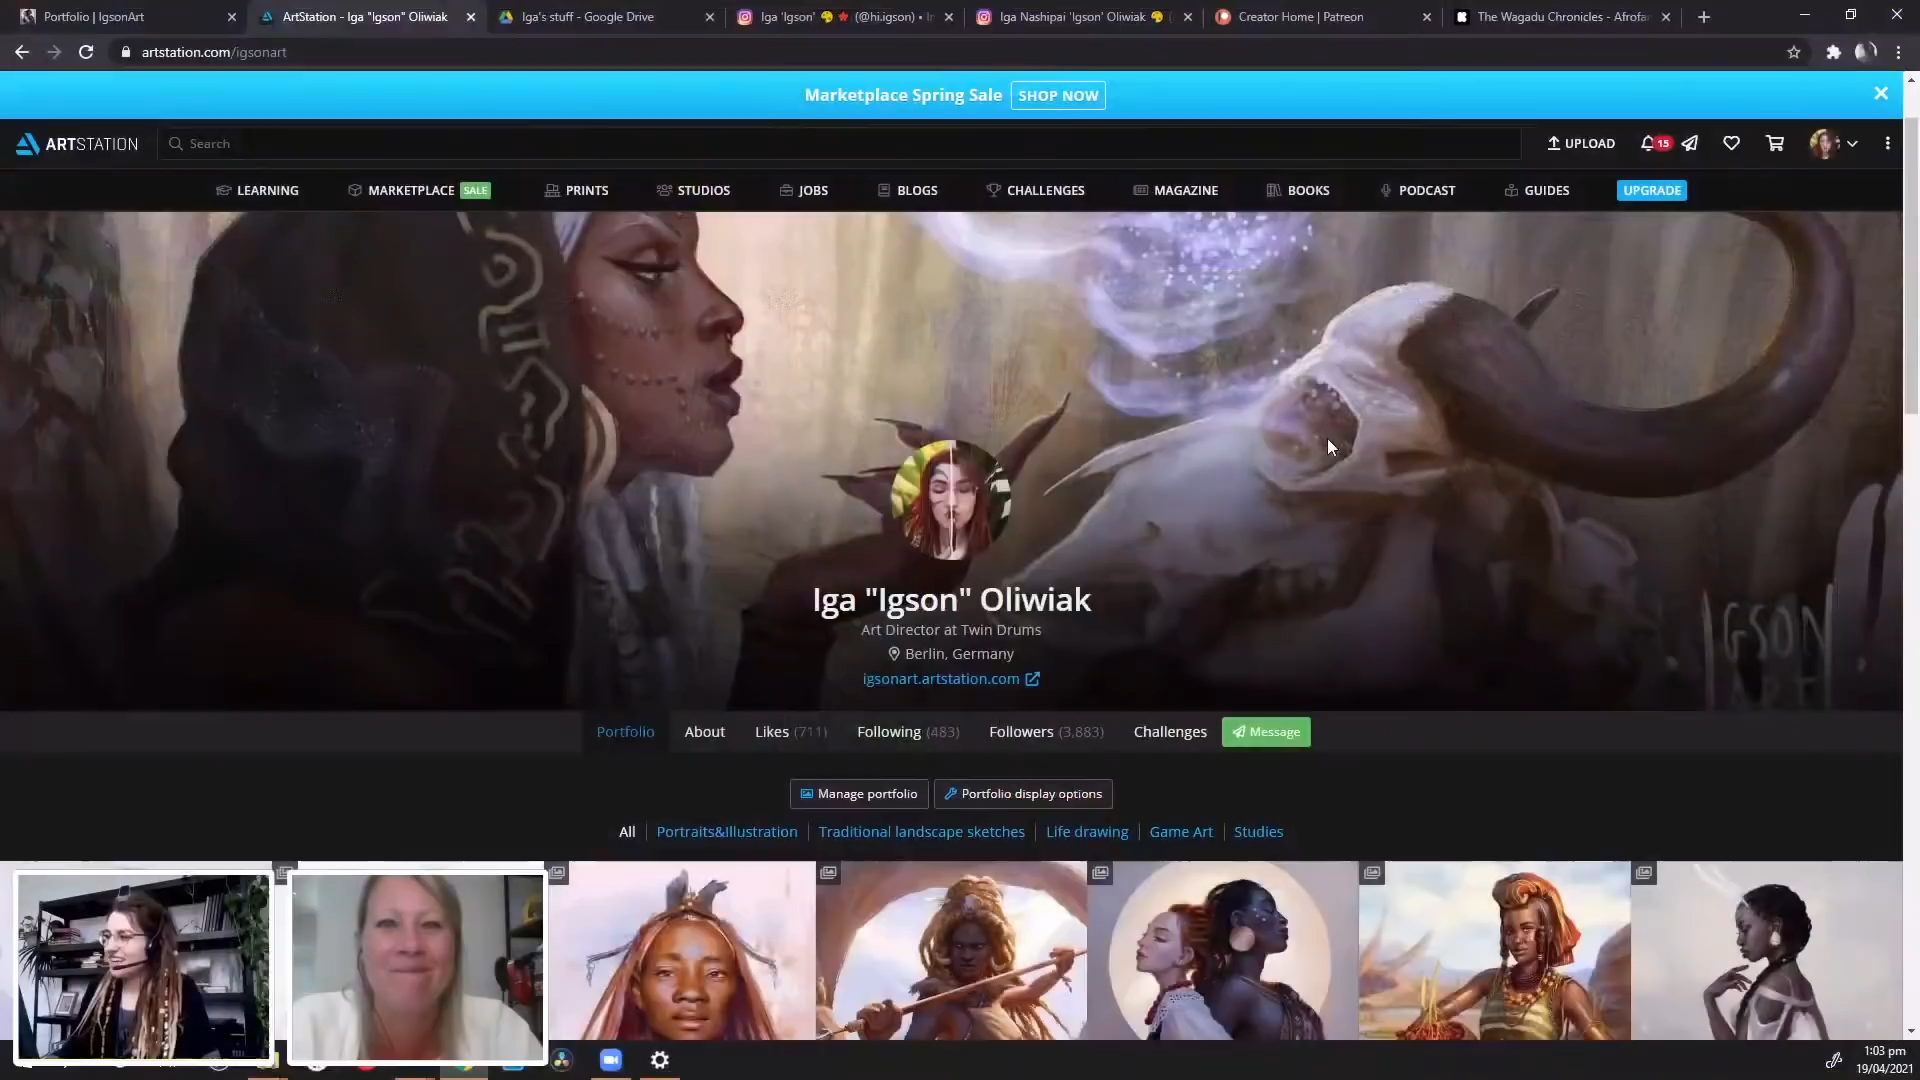 Portfolio | IgsonArt
ArtStation - Iga "Igson" Oliwiak
Iga's stuff - Google Drive
Iga 'Igson' (@hi.igson) • In
Iga Nashipai 'Igson' Oliwiak
Creator Home | Patreon
The Wagadu Chronicles - Afrofan
artstation.com/igsonart
Marketplace Spring Sale SHOP NOW
ARTSTATION
Search
UPLOAD
15
LEARNING
MARKETPLACE SALE
PRINTS
STUDIOS
JOBS
BLOGS
CHALLENGES
MAGAZINE
BOOKS
PODCAST
GUIDES
UPGRADE
Iga "Igson" Oliwiak
Art Director at Twin Drums
Berlin, Germany
igsonart.artstation.com
IGSON
ART
Portfolio About Likes (711) Following (483) Followers (3,883) Challenges Message
Manage portfolio Portfolio display options
All Portraits&Illustration Traditional landscape sketches Life drawing Game Art Studies
1:03 pm
19/04/2021